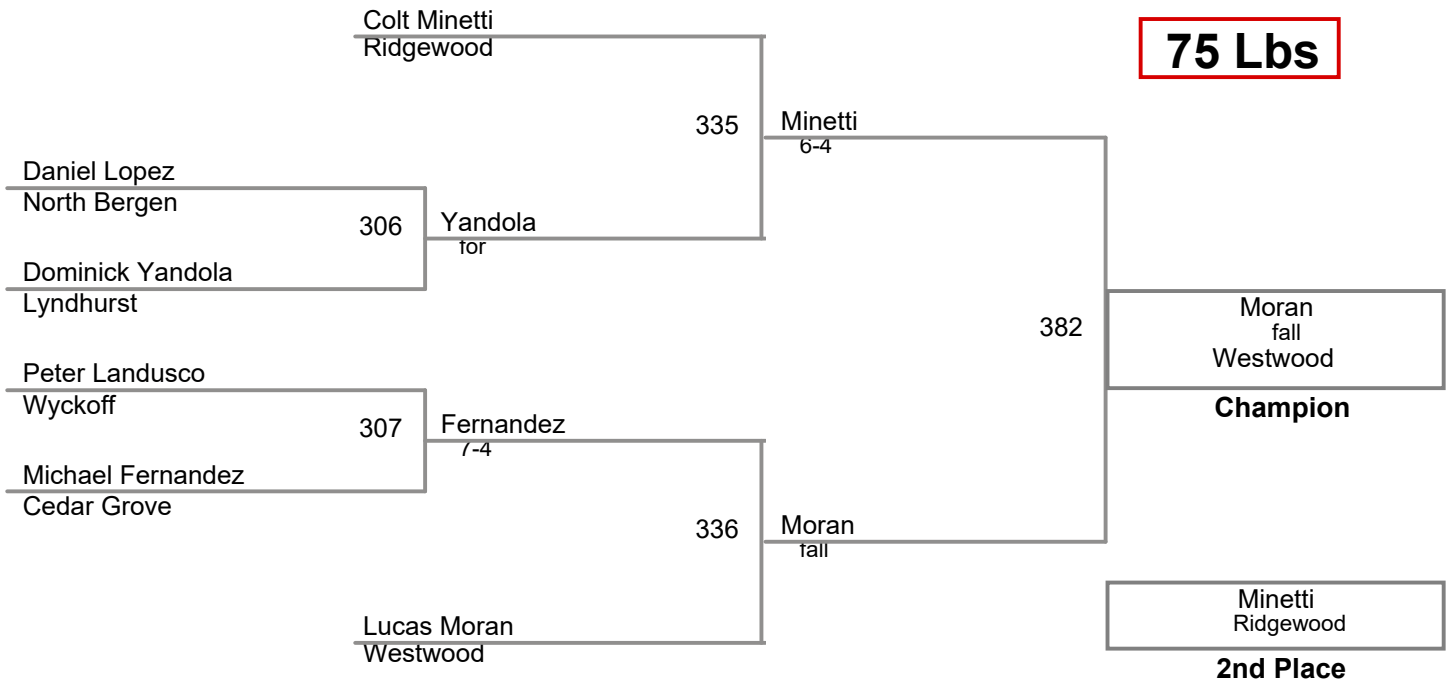 Colt Minetti
Ridgewood
75 Lbs
335
Minetti
6-4
Daniel Lopez
North Bergen
306
Yandola
for
Dominick Yandola
Lyndhurst
382
Moran
fall
Westwood
Champion
Peter Landusco
Wyckoff
307
Fernandez
7-4
Michael Fernandez
Cedar Grove
336
Moran
fall
Lucas Moran
Westwood
Minetti
Ridgewood
2nd Place